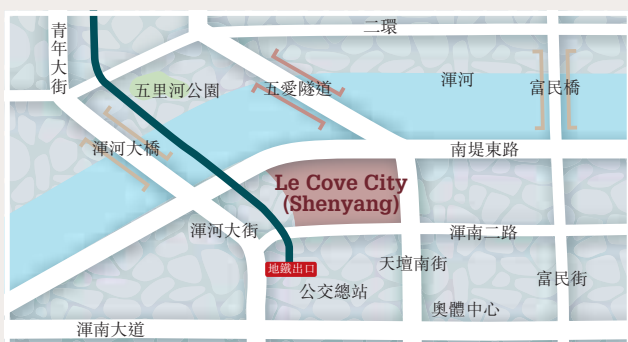 二環
青年大街
渾河
五里河公園
五愛隧道
富民橋
渾河大橋
南堤東路
Le Cove City
(Shenyang)
渾河大街
渾南二路
地鐵出口
天壇南街
富民街
公交總站
奧體中心
渾南大道